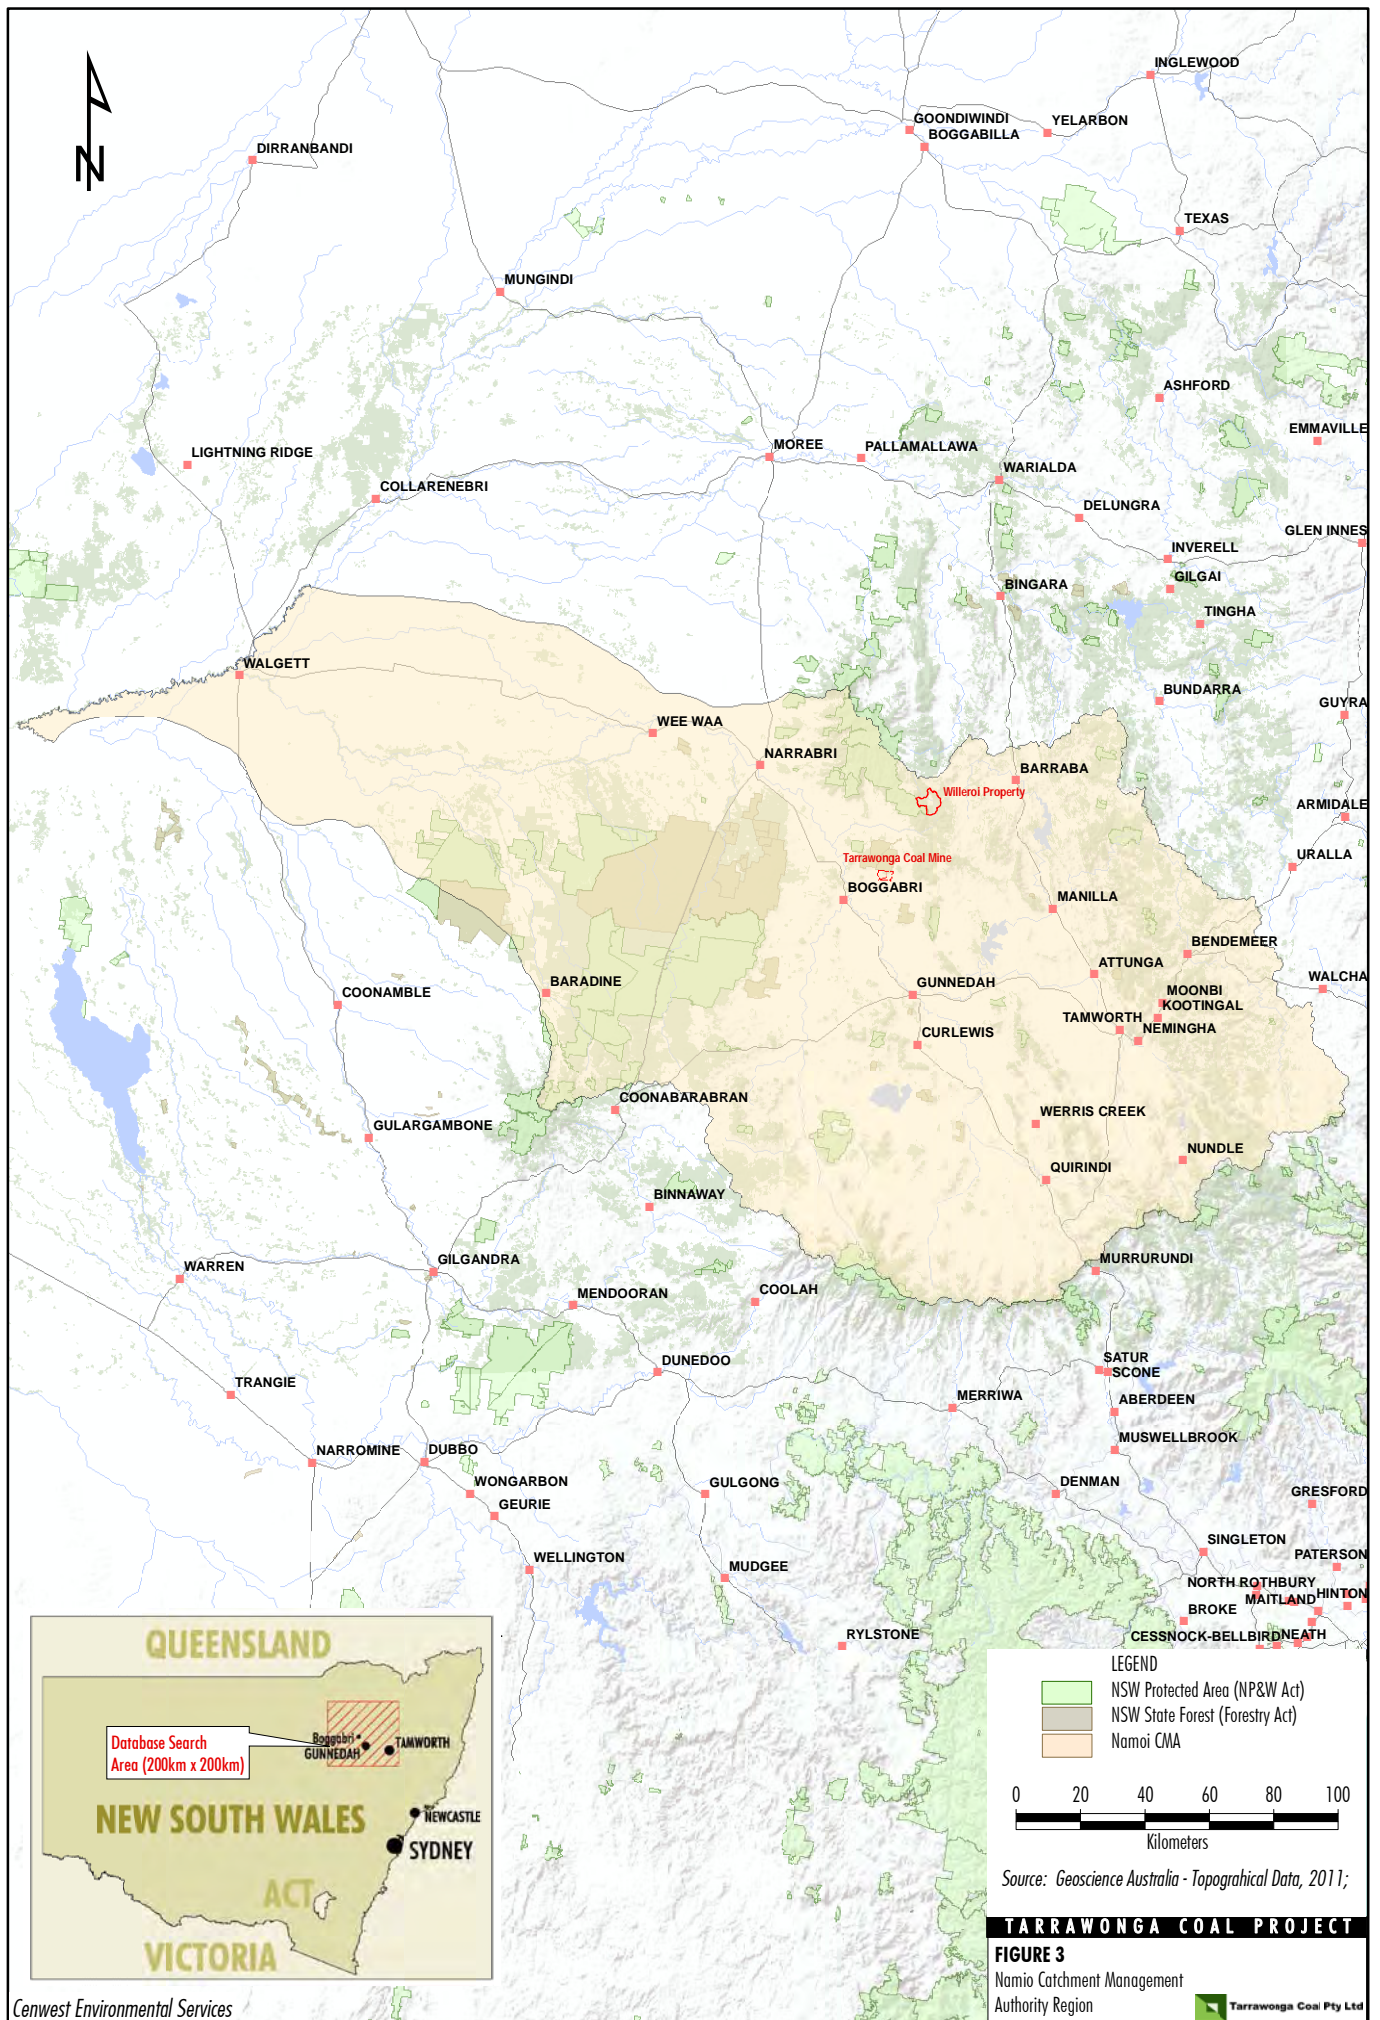 N
INGLEWOOD
GOONDIWINDI
BOGGABILLA
YELARBON
DIRRANBANDI
TEXAS
MUNGINDI
ASHFORD
EMMAVILLE
LIGHTNING RIDGE
MOREE
PALLAMALLAWA
WARIALDA
COLLARENEBRI
DELUNGRA
GLEN INNES
INVERELL
GILGAI
BINGARA
TINGHA
WALGETT
BUNDARRA
GUYRA
WEE WAA
NARRABRI
BARRABA
Willeroi Property
ARMIDALE
Tarrawonga Coal Mine
URALLA
BOGGABRI
MANILLA
BENDEMEER
ATTUNGA
WALCHA
BARADINE
GUNNEDAH
MOONBI
COONAMBLE
KOOTINGAL
TAMWORTH
CURLEWIS
NEMINGHA
COONABARABRAN
WERRIS CREEK
GULARGAMBONE
NUNDLE
QUIRINDI
BINNAWAY
GILGANDRA
MURRURUNDI
WARREN
MENDOORAN
COOLAH
DUNEDOO
SATUR
SCONE
TRANGIE
MERRIWA
ABERDEEN
MUSWELLBROOK
NARROMINE
DUBBO
WONGARBON
GULGONG
DENMAN
GRESFORD
GEURIE
SINGLETON
WELLINGTON
MUDGEE
PATERSON
NORTH ROTHBURY
MAITLAND
HINTON
BROKE
RYLSTONE
CESSNOCK-BELLBIRD
NEATH
QUEENSLAND
Database Search
Area (200km x 200km)
Boggabri
GUNNEDAH
TAMWORTH
NEW SOUTH WALES
NEWCASTLE
SYDNEY
ACT
VICTORIA
LEGEND
NSW Protected Area (NP&W Act)
NSW State Forest (Forestry Act)
Namoi CMA
0 20 40 60 80 100
Kilometers
Source: Geoscience Australia - Topograhical Data, 2011;
TARRAWONGA COAL PROJECT
FIGURE 3
Namio Catchment Management
Authority Region
Tarrawonga Coal Pty Ltd
Cenwest Environmental Services